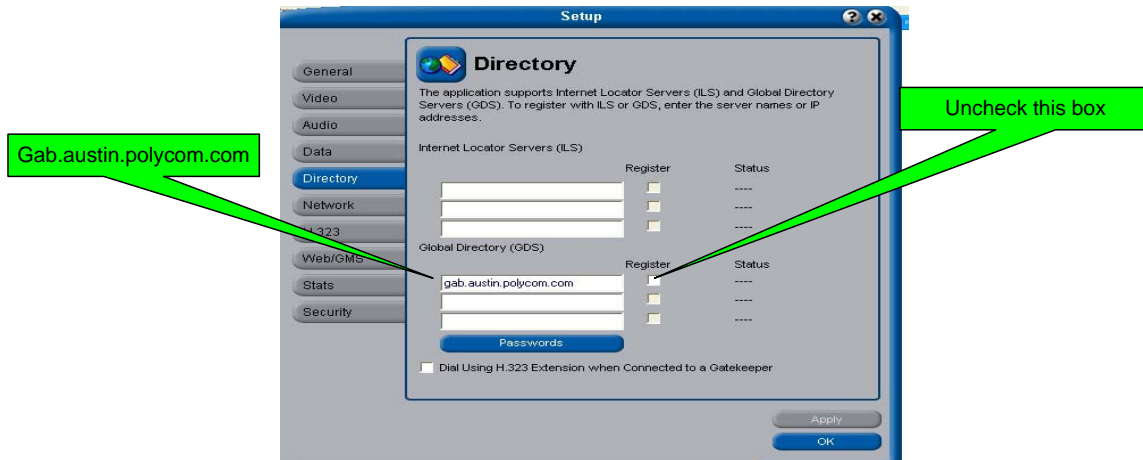 Setup
? X
Directory
The application supports Internet Locator Servers (ILS) and Global Directory
Servers (GDS). To register with ILS or GDS, enter the server names or IP
addresses.
General
Video
Audio
Data
Directory
Network
H.323
Web/GMS
Stats
Security
Gab.austin.polycom.com
Uncheck this box
Internet Locator Servers (ILS)
Register Status
----
----
----
Global Directory (GDS)
Register Status
gab.austin.polycom.com ----
----
----
Passwords
Dial Using H.323 Extension when Connected to a Gatekeeper
Apply
OK